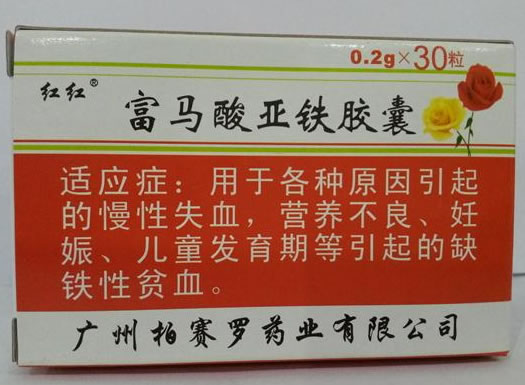 0.2g×30粒
红红®
富马酸亚铁胶囊
适应症：用于各种原因引起
的慢性失血，营养不良、妊
娠、儿童发育期等引起的缺
铁性贫血。
广州柏赛罗药业有限公司